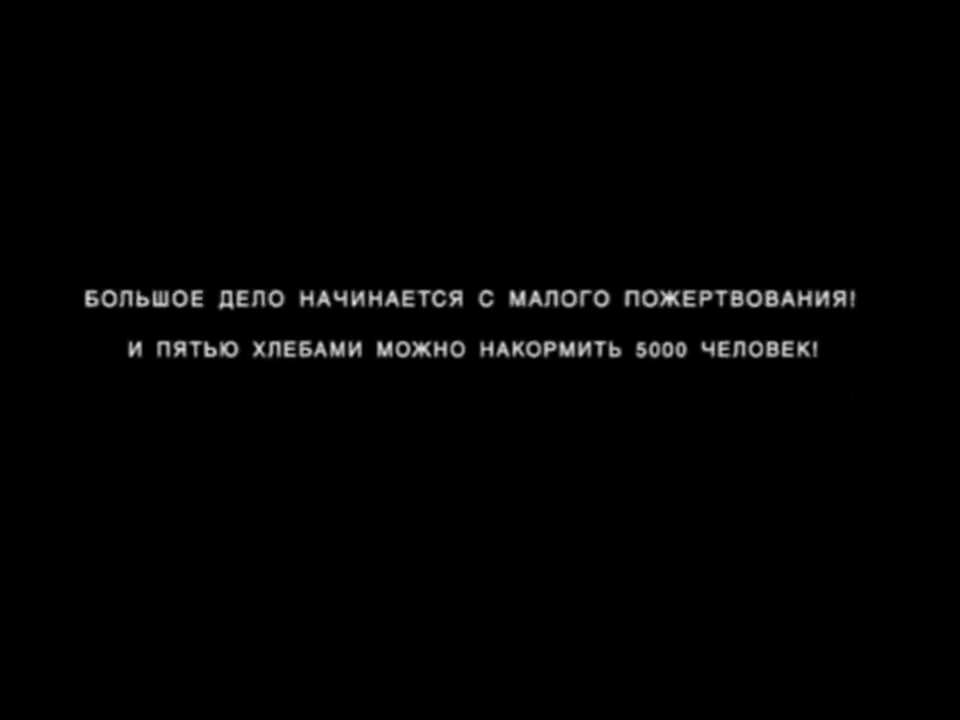 БОЛЬШОЕ ДЕЛО НАЧИНАЕТСЯ С МАЛОГО ПОЖЕРТВОВАНИЯ!
И ПЯТЬЮ ХЛЕБАМИ МОЖНО НАКОРМИТЬ 5000 ЧЕЛОВЕК!